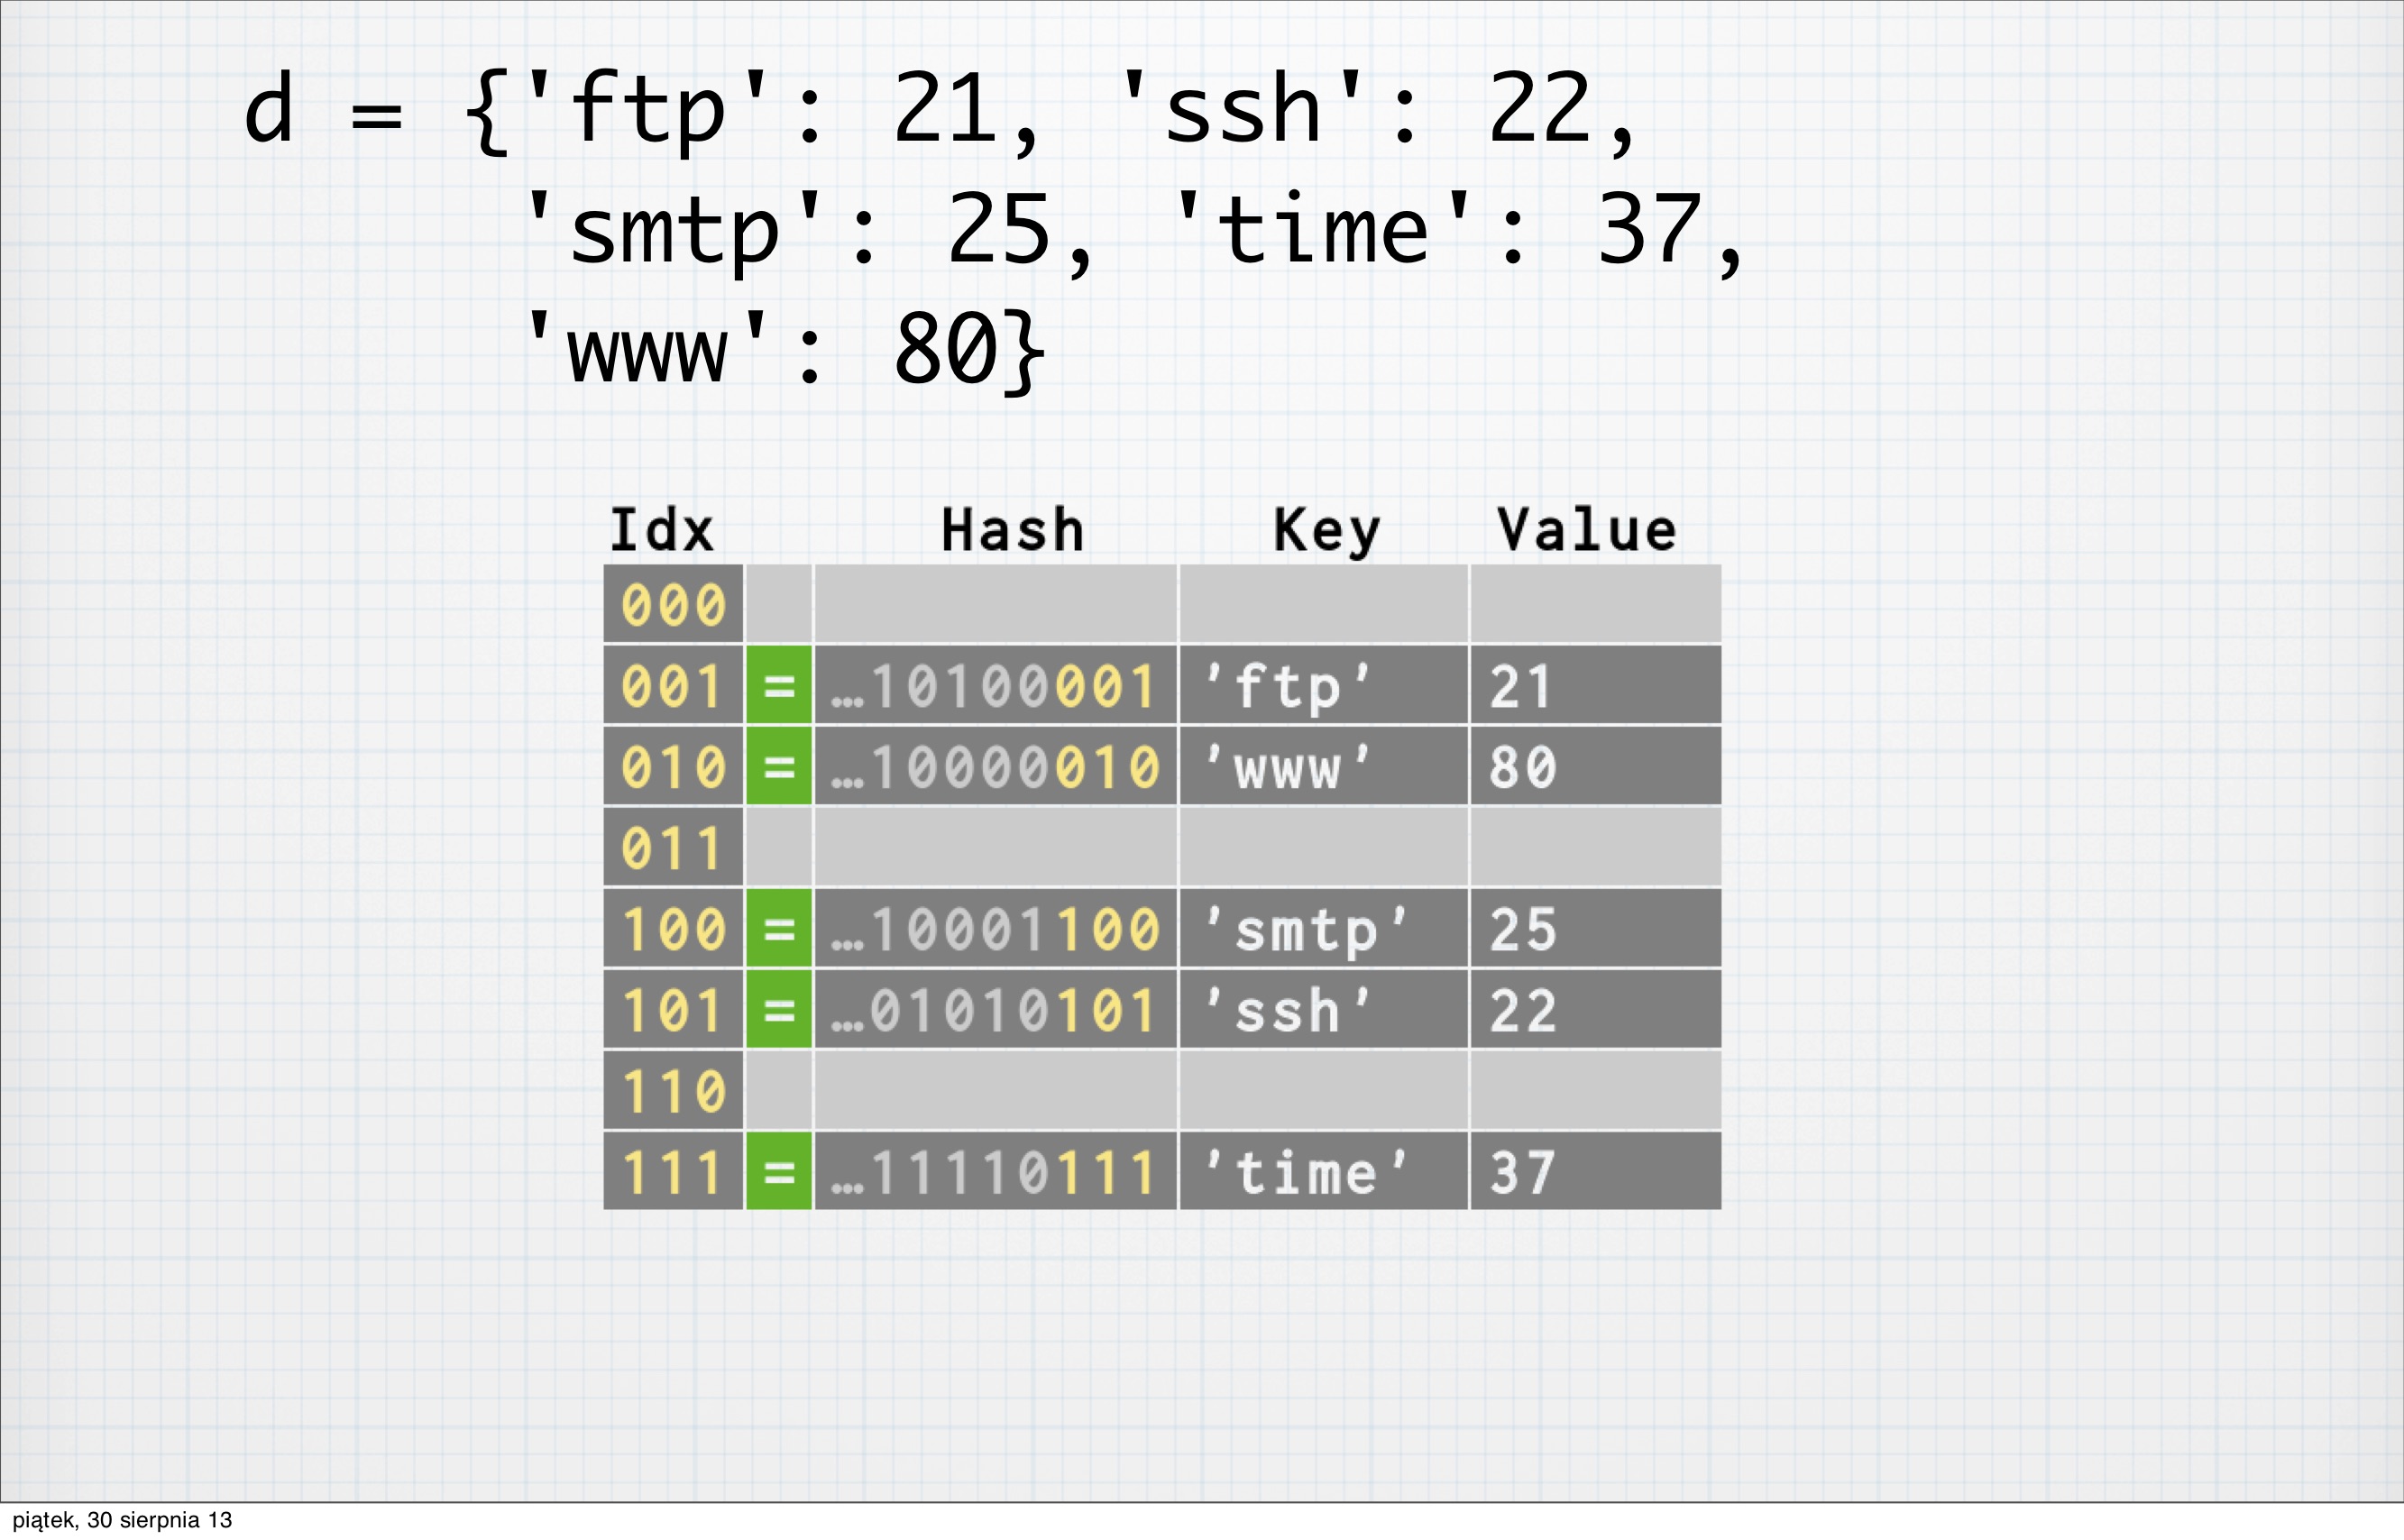 d = {'ftp': 21, 'ssh': 22,
'smtp': 25, 'time': 37,
'www': 80}
Idx Hash Key Value
000
001 = …10100001 'ftp' 21
010 = …10000010 'www' 80
011
100 = …10001100 'smtp' 25
101 = …01010101 'ssh' 22
110
111 = …11110111 'time' 37
piątek, 30 sierpnia 13